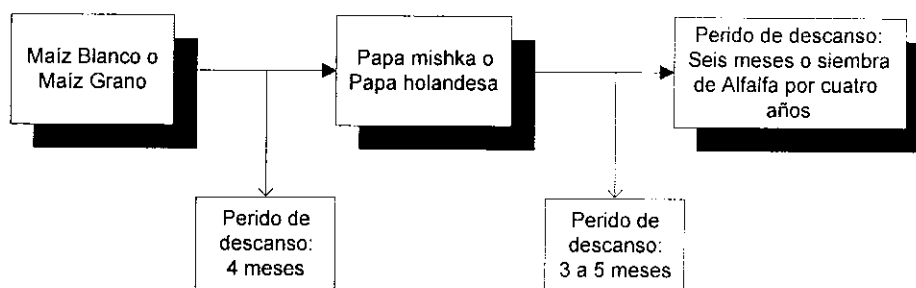 Maíz Blanco o
Maíz Grano
Papa mishka o
Papa holandesa
Perido de descanso:
Seis meses o siembra
de Alfalfa por cuatro
años
Perido de
descanso:
4 meses
Perido de
descanso:
3 a 5 meses